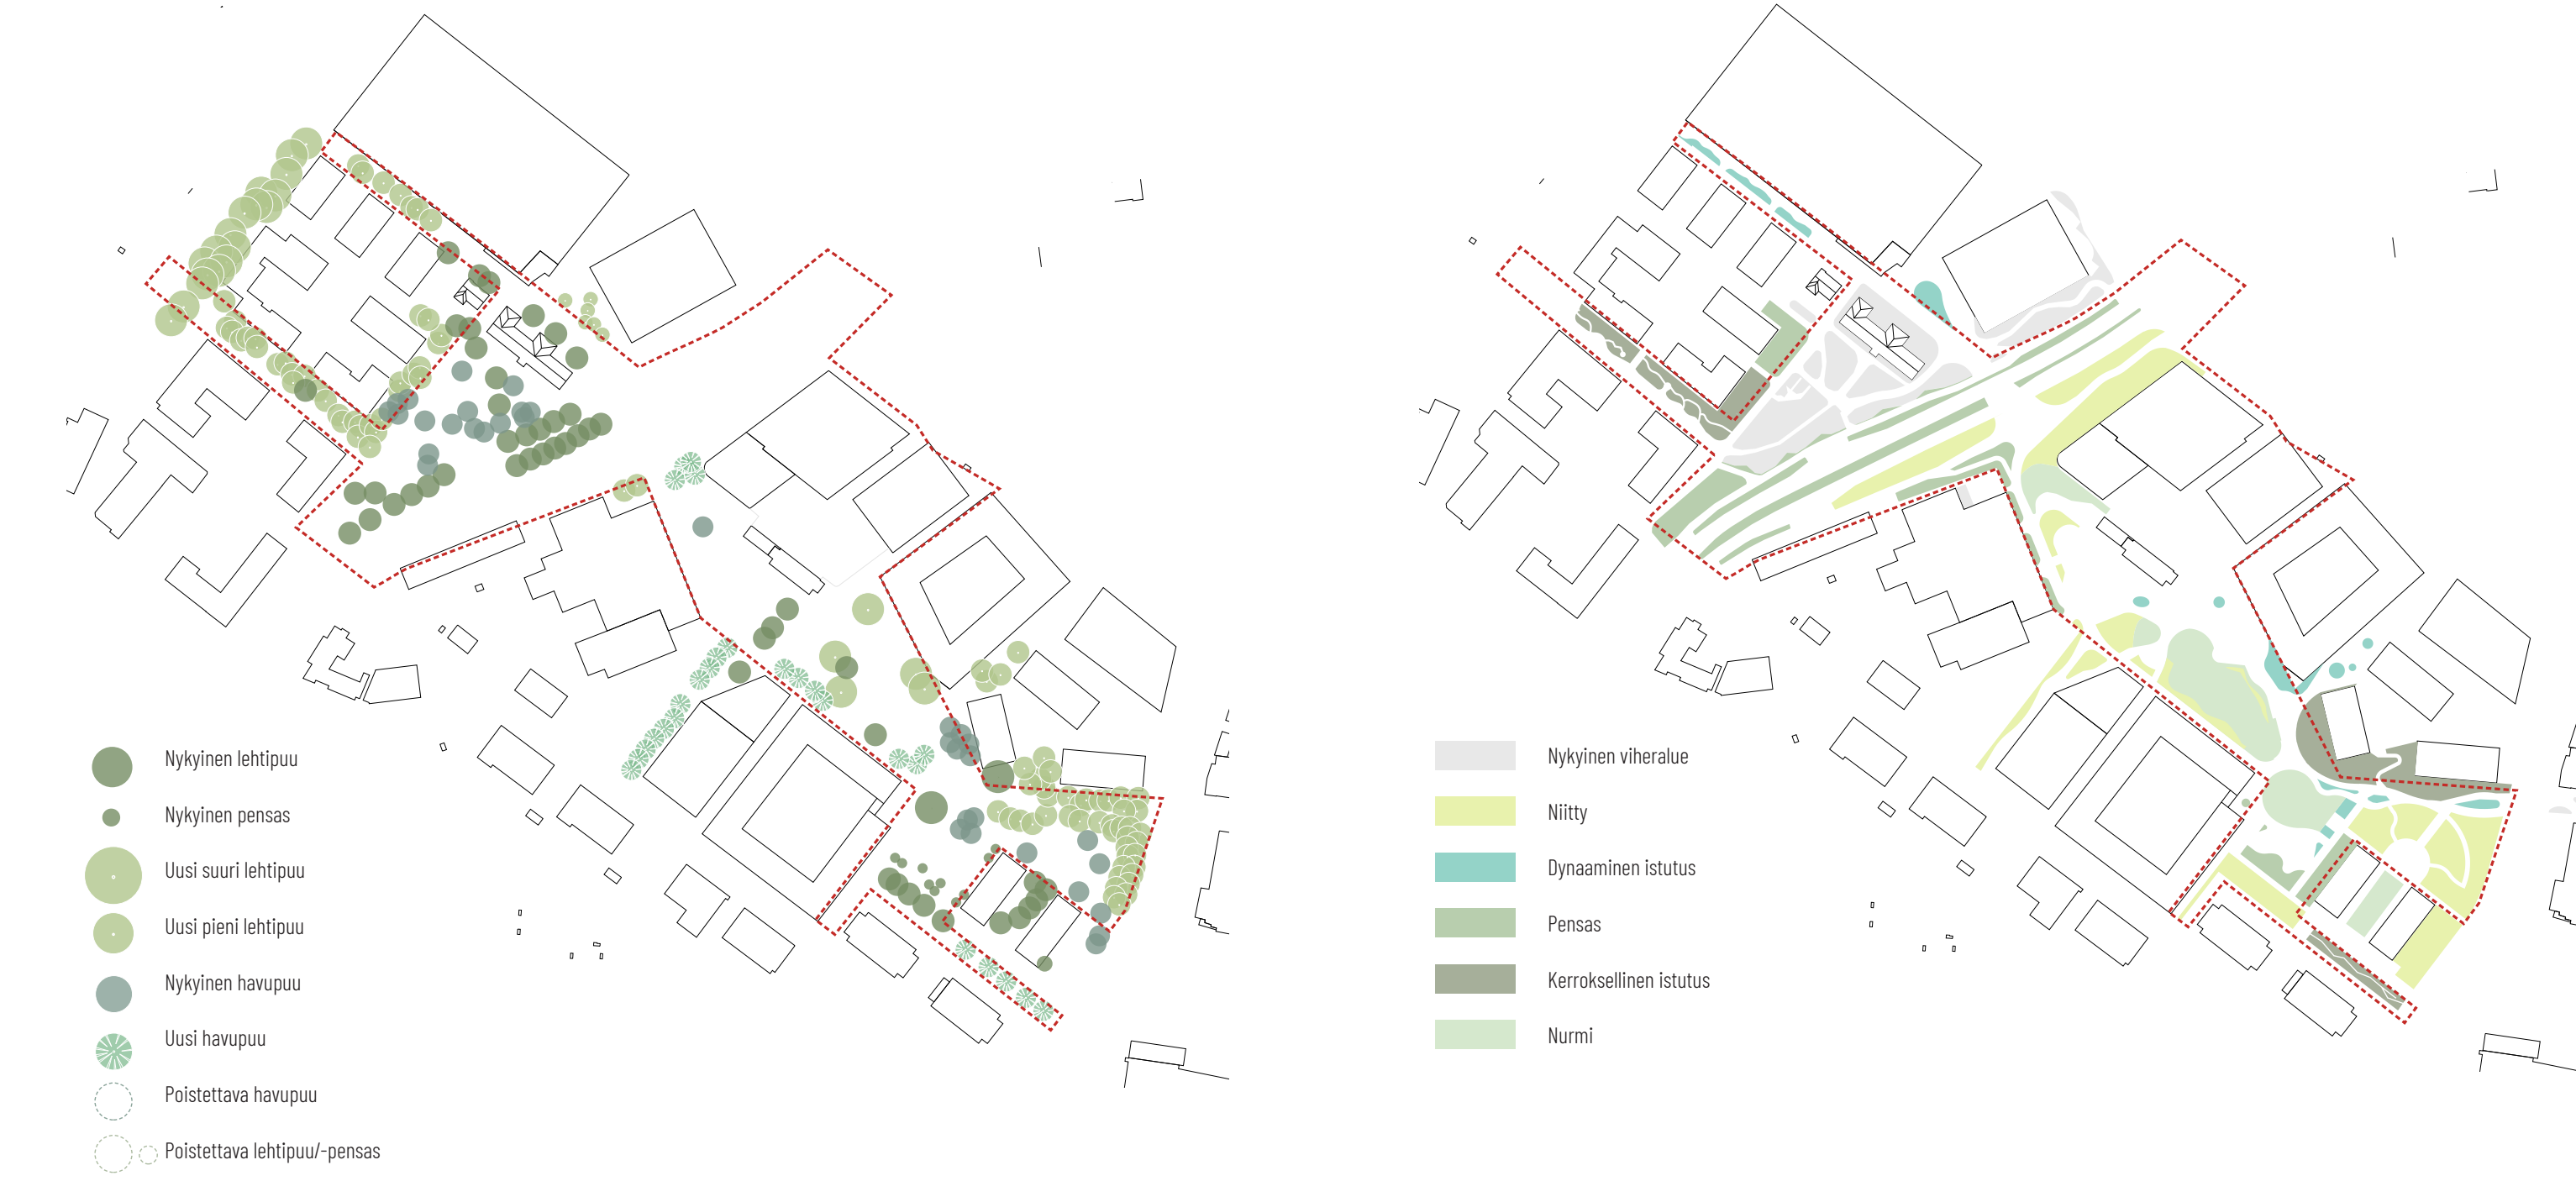 Nykyinen lehtipuu
Nykyinen pensas
Uusi suuri lehtipuu
Uusi pieni lehtipuu
Nykyinen havupuu
Uusi havupuu
Poistettava havupuu
Poistettava lehtipuu/-pensas
Nykyinen viheralue
Niitty
Dynaaminen istutus
Pensas
Kerroksellinen istutus
Nurmi